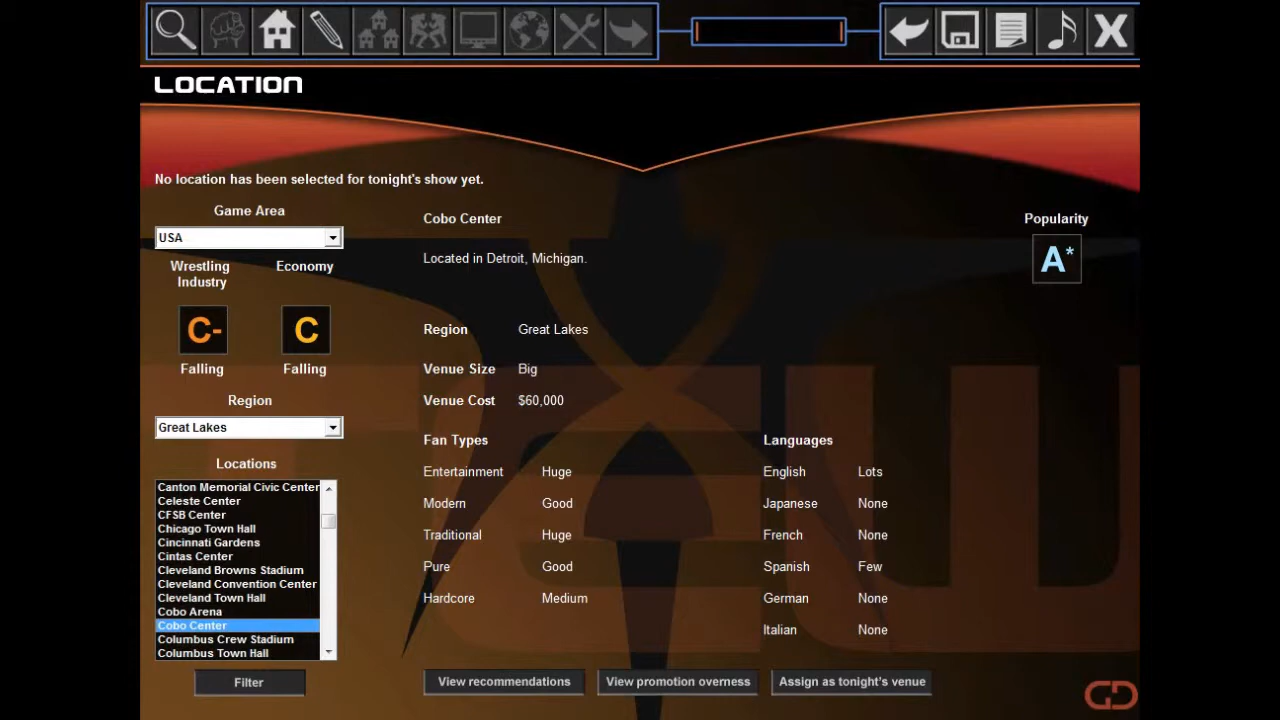 LOCATION
No location has been selected for tonight's show yet.
Game Area
USA
Wrestling Industry
Economy
C-
C
Falling
Falling
Region
Great Lakes
Locations
Canton Memorial Civic Center
Celeste Center
CFSB Center
Chicago Town Hall
Cincinnati Gardens
Cintas Center
Cleveland Browns Stadium
Cleveland Convention Center
Cleveland Town Hall
Cobo Arena
Cobo Center
Columbus Crew Stadium
Columbus Town Hall
Filter
Cobo Center
Located in Detroit, Michigan.
Popularity
A*
Region Great Lakes
Venue Size Big
Venue Cost $60,000
Fan Types
Entertainment Huge
Modern Good
Traditional Huge
Pure Good
Hardcore Medium
Languages
English Lots
Japanese None
French None
Spanish Few
German None
Italian None
View recommendations
View promotion overness
Assign as tonight's venue